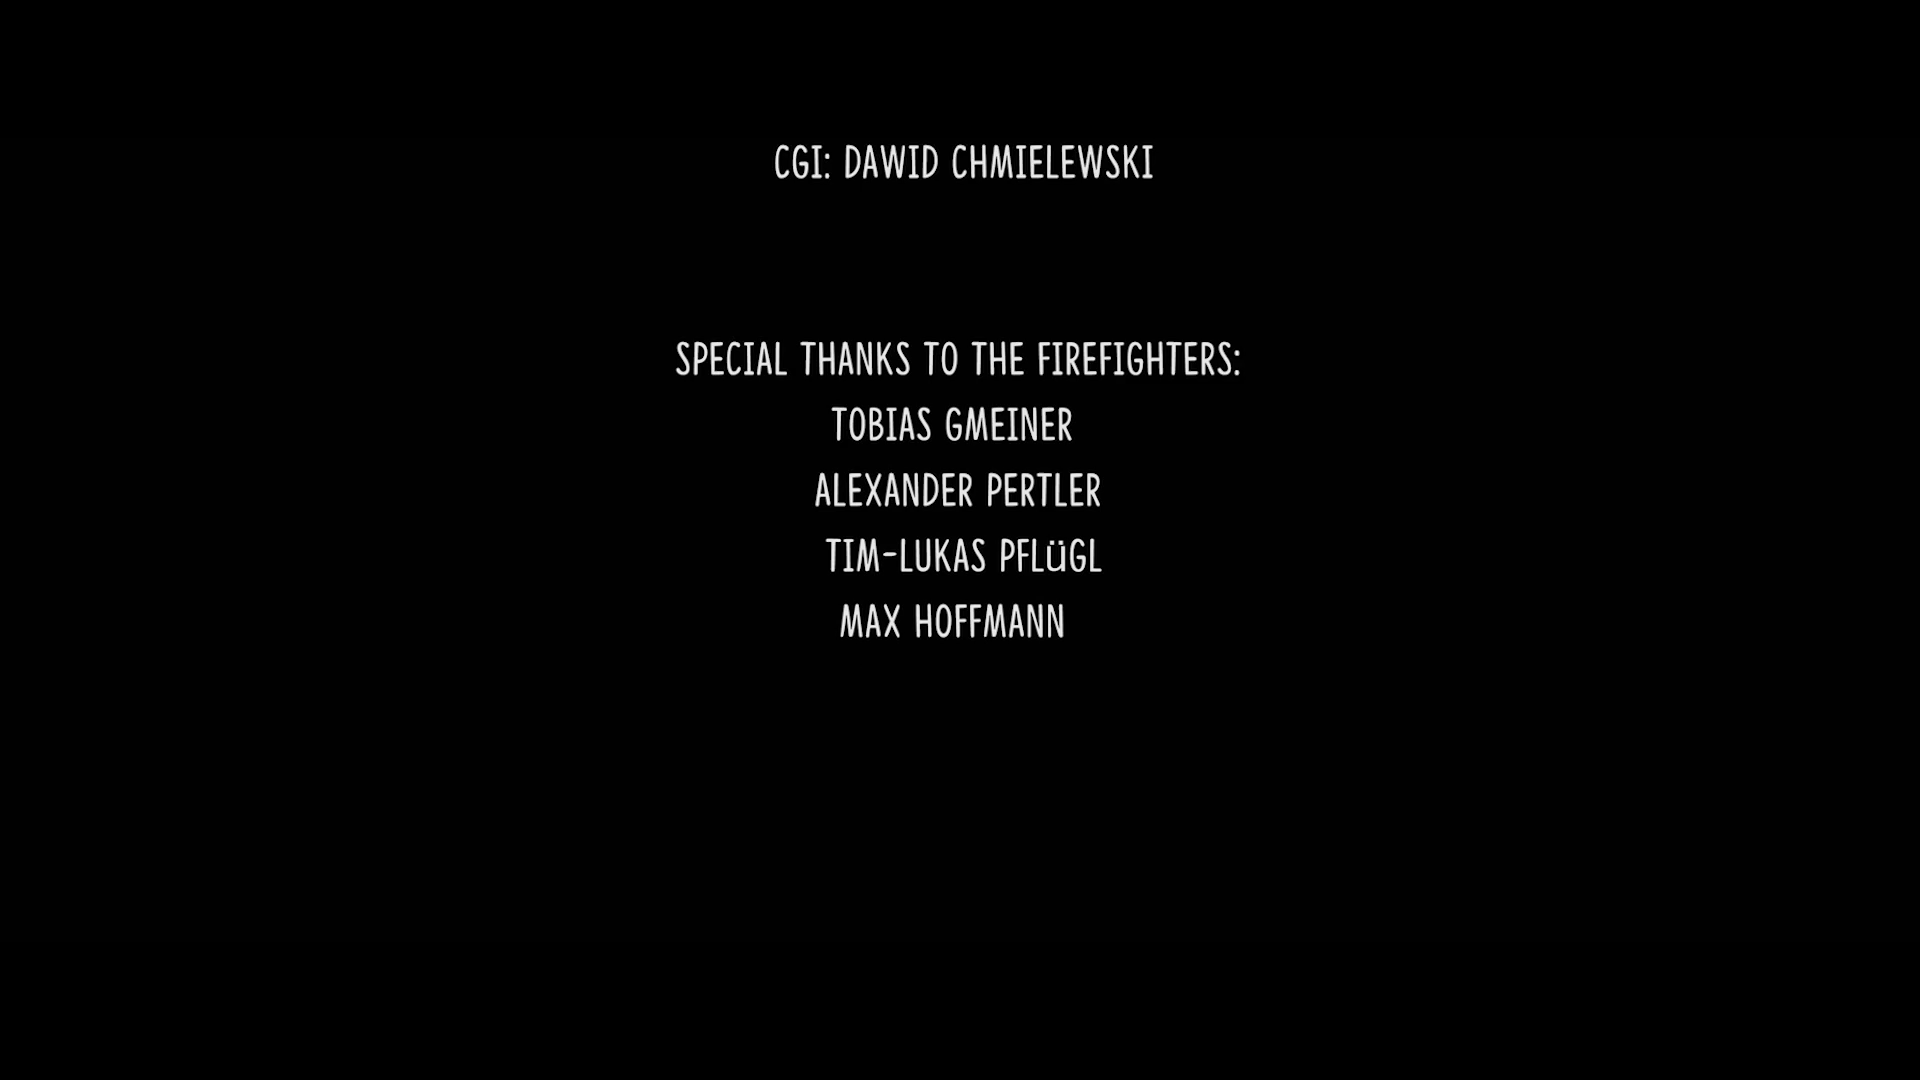 CGI: DAWID CHMIELEWSKI
SPECIAL THANKS TO THE FIREFIGHTERS:
TOBIAS GMEINER
ALEXANDER PERTLER
TIM-LUKAS PFLüGL
MAX HOFFMANN